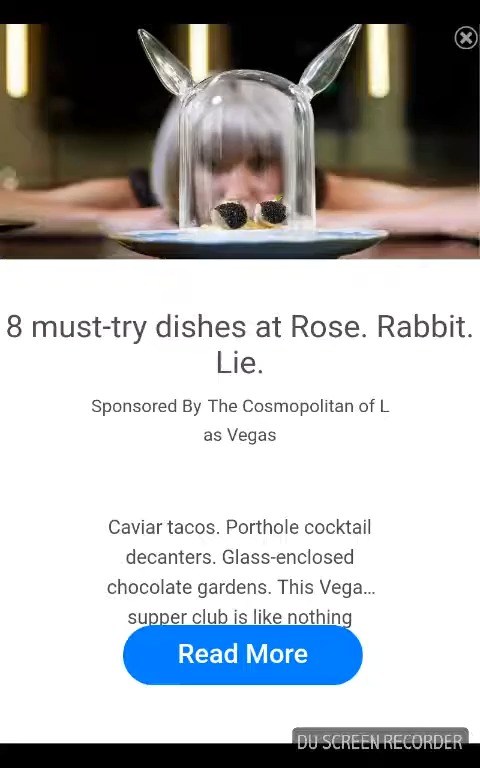 8 must-try dishes at Rose. Rabbit.
Lie.
Sponsored By The Cosmopolitan of L
as Vegas
Caviar tacos. Porthole cocktail
decanters. Glass-enclosed
chocolate gardens. This Vega…
supper club is like nothing
Read More
DU SCREEN RECORDER